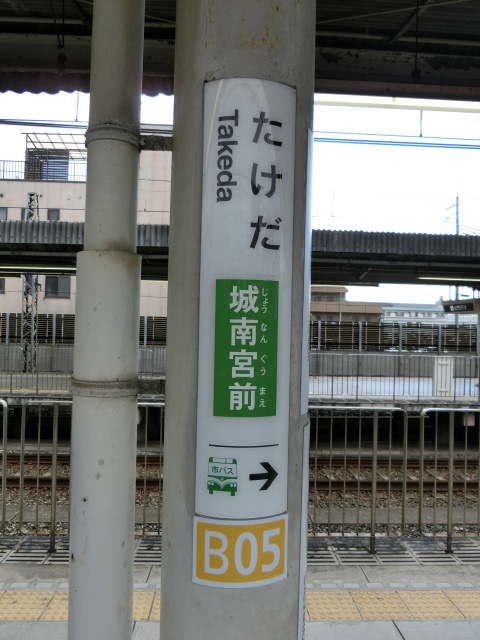 たけだ
Takeda
城南宮前
じょうなんぐうまえ
市バス
→
B05